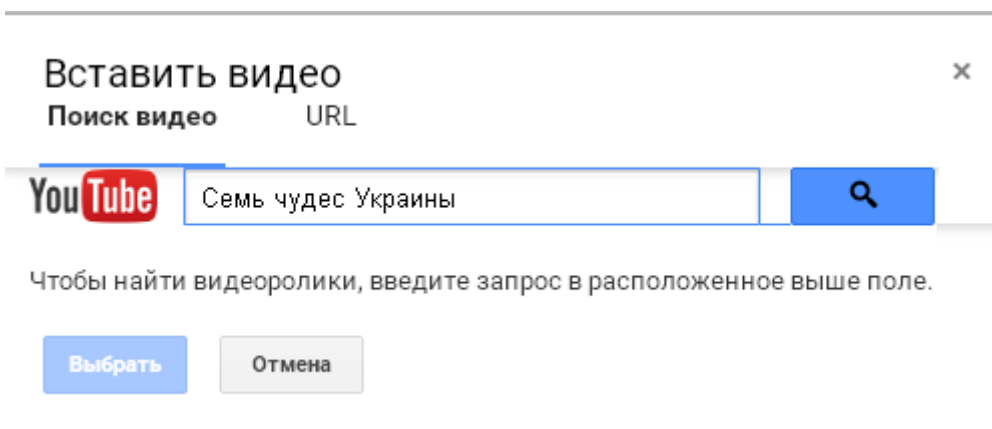 Вставить видео
×
Поиск видео URL
YouTube Семь чудес Украины
Чтобы найти видеоролики, введите запрос в расположенное выше поле.
Выбрать Отмена